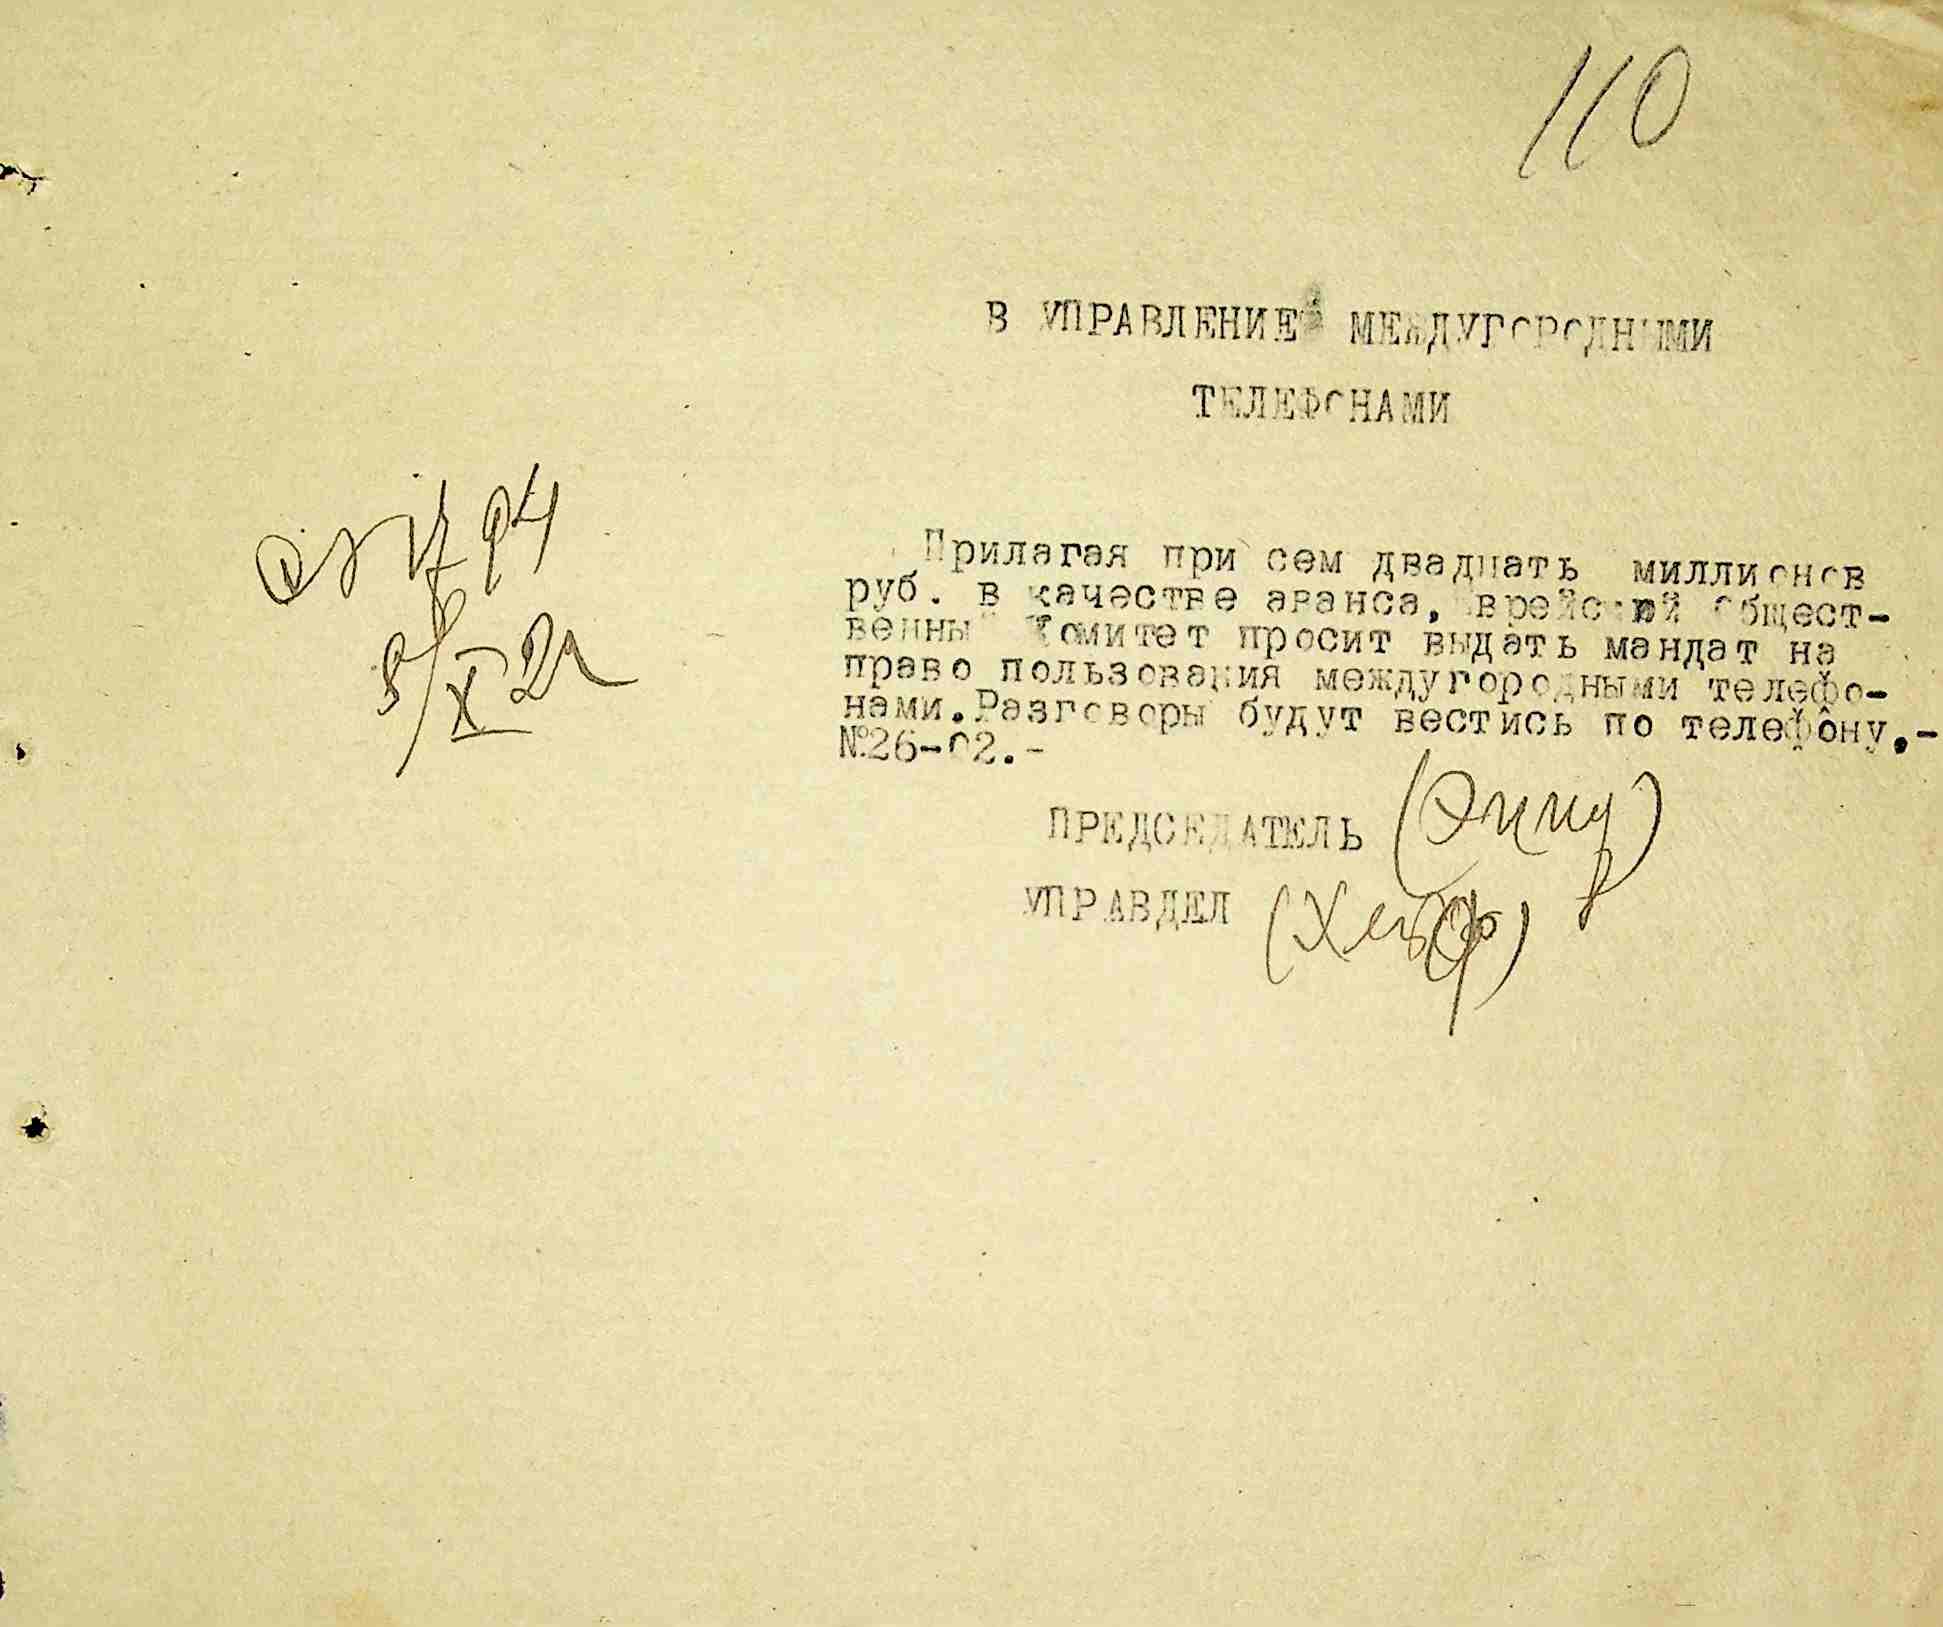 110
В УПРАВЛЕНИЕ МЕЖДУГОРОДНЫМИ
ТЕЛЕФОНАМИ
Прилагая при сем двадцать миллионов
руб. в качестве аванса, Еврейский Общест-
венный Комитет просит выдать мандат на
право пользования междугородными телефо-
нами. Разговоры будут вестись по телефону,-
№26-02.-
ПРЕДСЕДАТЕЛЬ
УПРАВДЕЛ